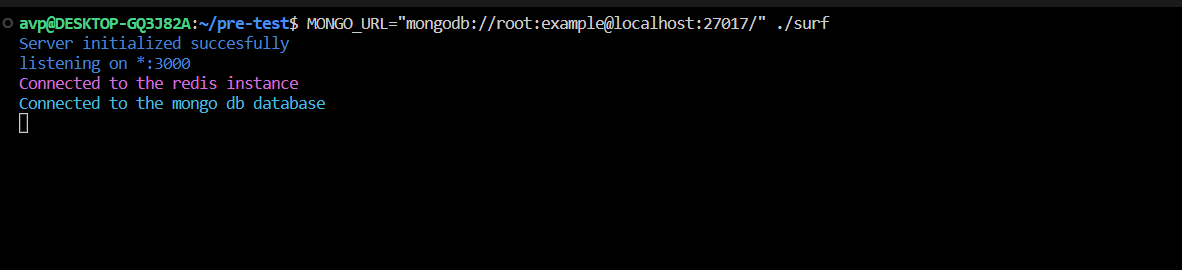 avp@DESKTOP-GQ3J82A:~/pre-test$ MONGO_URL="mongodb://root:example@localhost:27017/" ./surf
Server initialized succesfully
listening on *:3000
Connected to the redis instance
Connected to the mongo db database